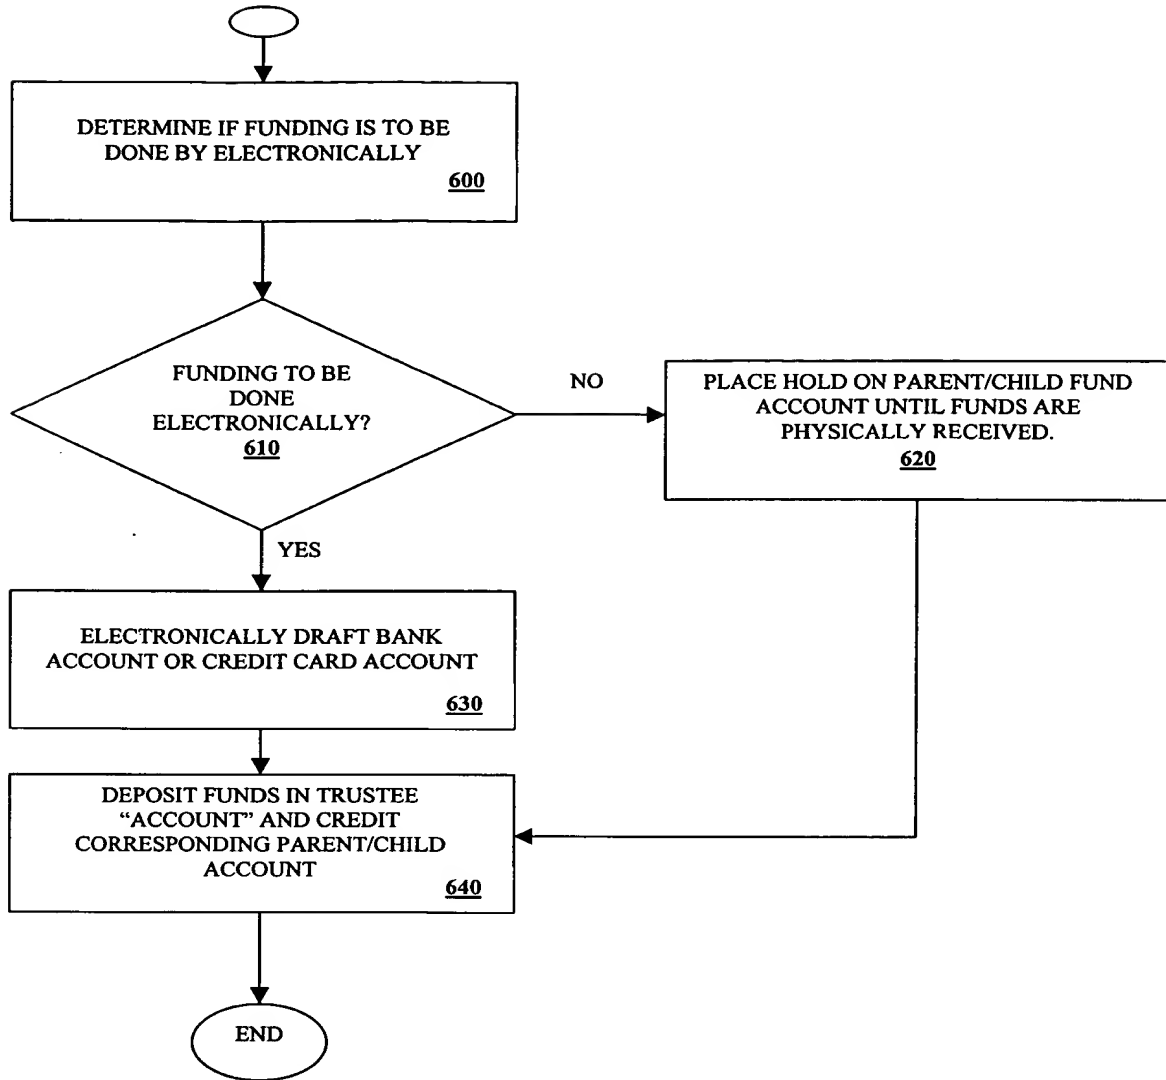 DETERMINE IF FUNDING IS TO BE
DONE BY ELECTRONICALLY
600
FUNDING TO BE
DONE
ELECTRONICALLY?
610
NO
PLACE HOLD ON PARENT/CHILD FUND
ACCOUNT UNTIL FUNDS ARE
PHYSICALLY RECEIVED.
620
YES
ELECTRONICALLY DRAFT BANK
ACCOUNT OR CREDIT CARD ACCOUNT
630
DEPOSIT FUNDS IN TRUSTEE
“ACCOUNT” AND CREDIT
CORRESPONDING PARENT/CHILD
ACCOUNT
640
END